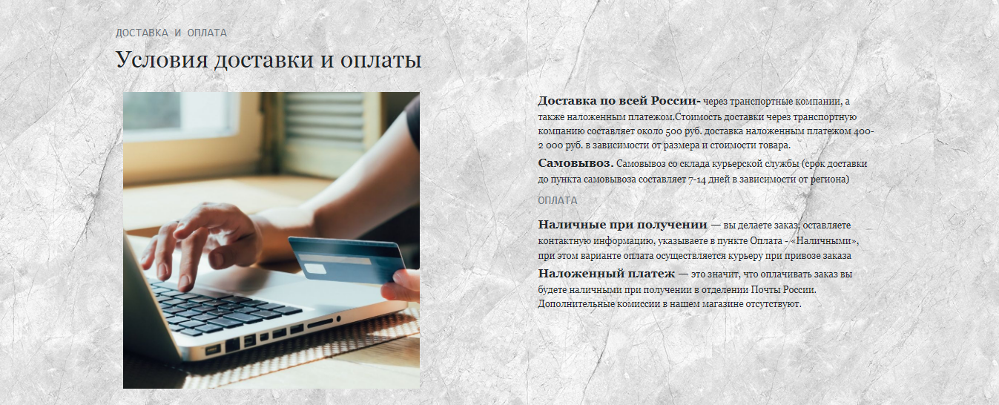 ДОСТАВКА И ОПЛАТА
Условия доставки и оплаты
Доставка по всей России- через транспортные компании, а
также наложенным платежом.Стоимость доставки через транспортную
компанию составляет около 500 руб. доставка наложенным платежом 400-
2 000 руб. в зависимости от размера и стоимости товара.
Самовывоз. Самовывоз со склада курьерской службы (срок доставки
до пункта самовывоза составляет 7-14 дней в зависимости от региона)
ОПЛАТА
Наличные при получении — вы делаете заказ, оставляете
контактную информацию, указываете в пункте Оплата - «Наличными»,
при этом варианте оплата осуществляется курьеру при привозе заказа
Наложенный платеж — это значит, что оплачивать заказ вы
будете наличными при получении в отделении Почты России.
Дополнительные комиссии в нашем магазине отсутствуют.